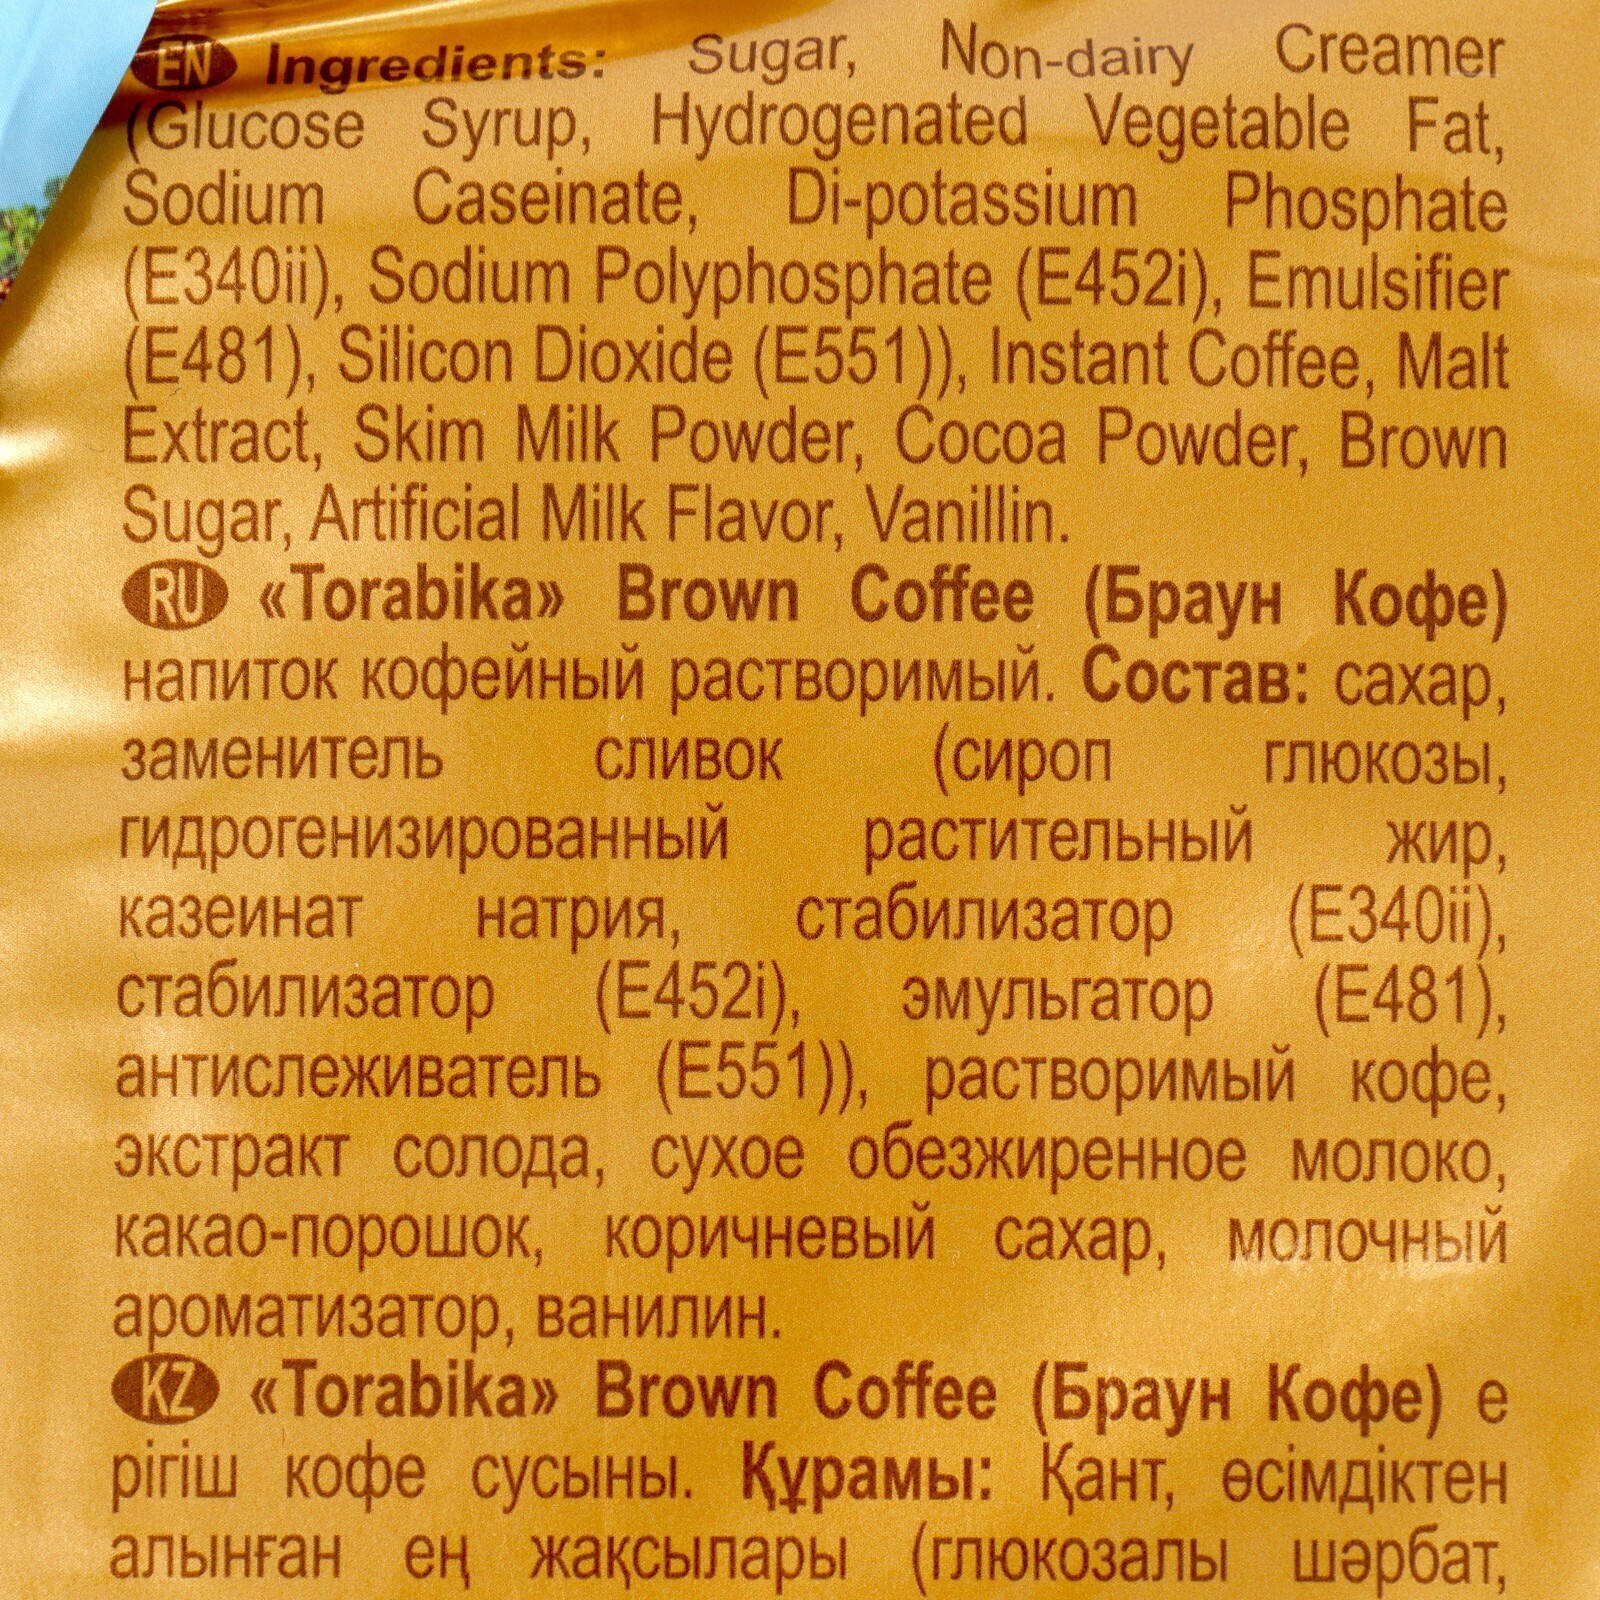 EN Ingredients: Sugar, Non-dairy Creamer
(Glucose Syrup, Hydrogenated Vegetable Fat,
Sodium Caseinate, Di-potassium Phosphate
(E340ii), Sodium Polyphosphate (E452i), Emulsifier
(E481), Silicon Dioxide (E551)), Instant Coffee, Malt
Extract, Skim Milk Powder, Cocoa Powder, Brown
Sugar, Artificial Milk Flavor, Vanillin.
RU «Torabika» Brown Coffee (Браун Кофе)
напиток кофейный растворимый. Состав: сахар,
заменитель сливок (сироп глюкозы,
гидрогенизированный растительный жир,
казеинат натрия, стабилизатор (E340ii),
стабилизатор (E452i), эмульгатор (E481),
антислеживатель (E551)), растворимый кофе,
экстракт солода, сухое обезжиренное молоко,
какао-порошок, коричневый сахар, молочный
ароматизатор, ванилин.
KZ «Torabika» Brown Coffee (Браун Кофе) е
рігіш кофе сусыны. Құрамы: Қант, өсімдіктен
алынған ең жақсылары (глюкозалы шәрбат,